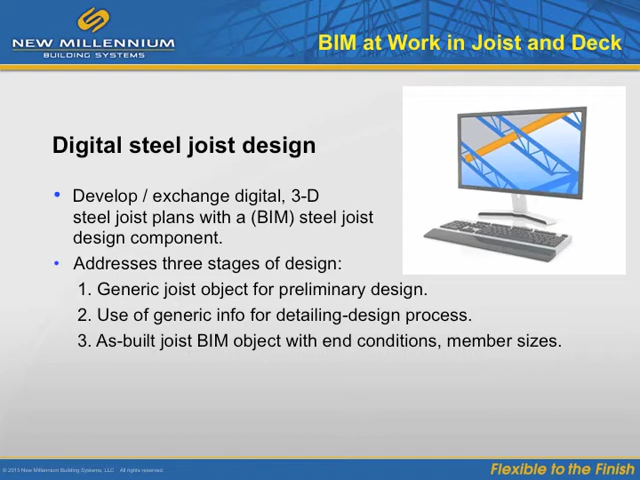 NEW MILLENNIUM
BUILDING SYSTEMS
BIM at Work in Joist and Deck
Digital steel joist design
• Develop / exchange digital, 3-D
steel joist plans with a (BIM) steel joist
design component.
• Addresses three stages of design:
1. Generic joist object for preliminary design.
2. Use of generic info for detailing-design process.
3. As-built joist BIM object with end conditions, member sizes.
© 2013 New Millennium Building Systems, LLC All rights reserved.
Flexible to the Finish